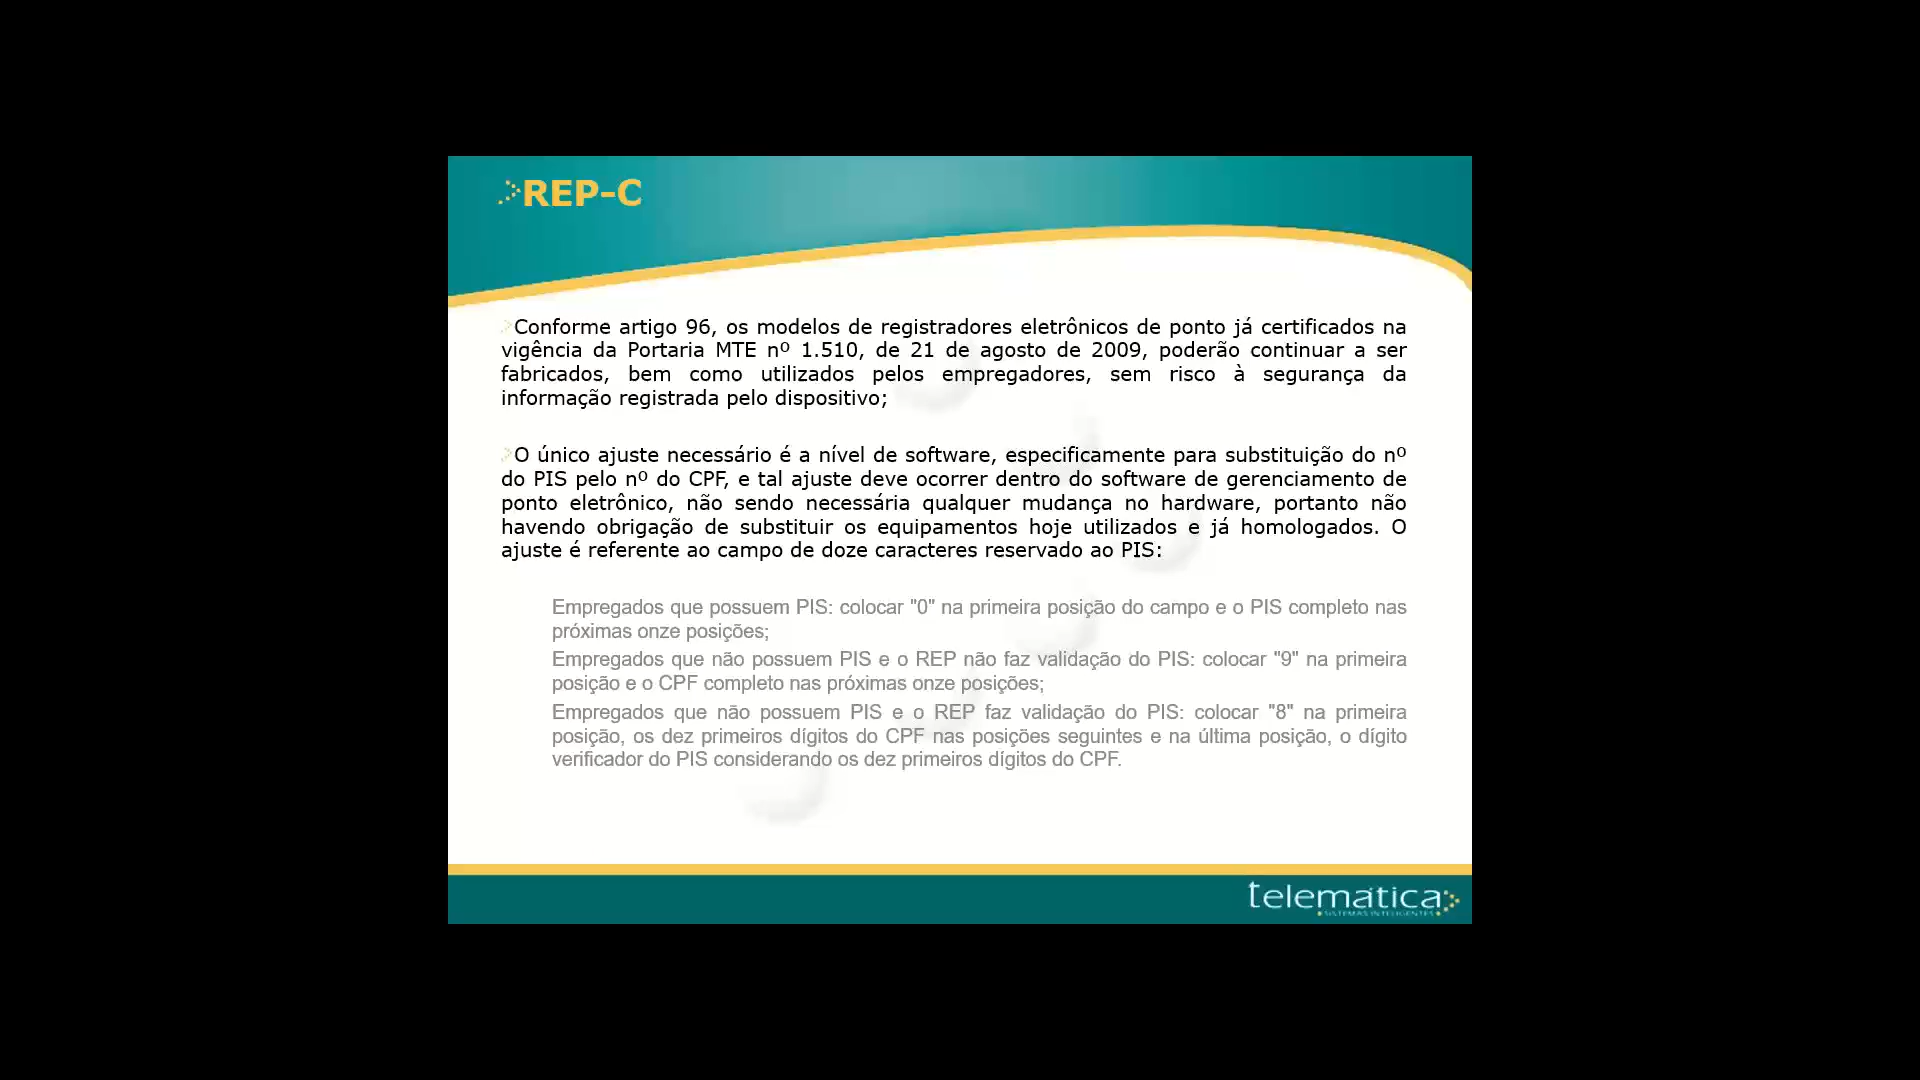 REP-C
Conforme artigo 96, os modelos de registradores eletrônicos de ponto já certificados na
vigência da Portaria MTE nº 1.510, de 21 de agosto de 2009, poderão continuar a ser
fabricados, bem como utilizados pelos empregadores, sem risco à segurança da
informação registrada pelo dispositivo;
O único ajuste necessário é a nível de software, especificamente para substituição do nº
do PIS pelo nº do CPF, e tal ajuste deve ocorrer dentro do software de gerenciamento de
ponto eletrônico, não sendo necessária qualquer mudança no hardware, portanto não
havendo obrigação de substituir os equipamentos hoje utilizados e já homologados. O
ajuste é referente ao campo de doze caracteres reservado ao PIS:
Empregados que possuem PIS: colocar "0" na primeira posição do campo e o PIS completo nas
próximas onze posições;
Empregados que não possuem PIS e o REP não faz validação do PIS: colocar "9" na primeira
posição e o CPF completo nas próximas onze posições;
Empregados que não possuem PIS e o REP faz validação do PIS: colocar "8" na primeira
posição, os dez primeiros dígitos do CPF nas posições seguintes e na última posição, o dígito
verificador do PIS considerando os dez primeiros dígitos do CPF.
telemática
SISTEMAS INTELIGENTES